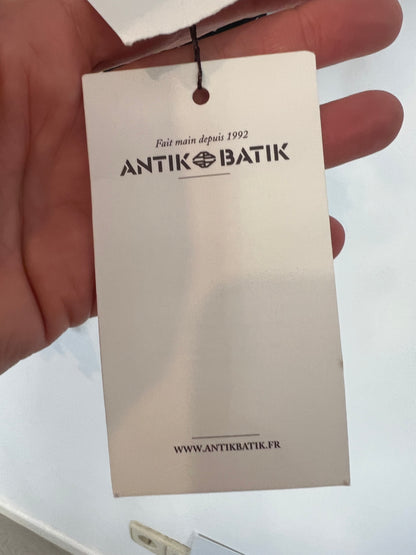 Fait main depuis 1992
ANTIK BATIK
WWW.ANTIKBATIK.FR